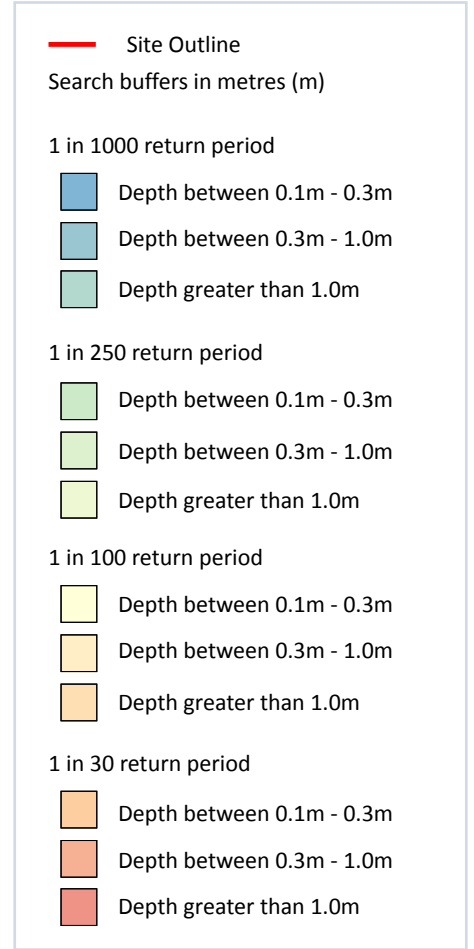 Site Outline
Search buffers in metres (m)
1 in 1000 return period
Depth between 0.1m - 0.3m
Depth between 0.3m - 1.0m
Depth greater than 1.0m
1 in 250 return period
Depth between 0.1m - 0.3m
Depth between 0.3m - 1.0m
Depth greater than 1.0m
1 in 100 return period
Depth between 0.1m - 0.3m
Depth between 0.3m - 1.0m
Depth greater than 1.0m
1 in 30 return period
Depth between 0.1m - 0.3m
Depth between 0.3m - 1.0m
Depth greater than 1.0m